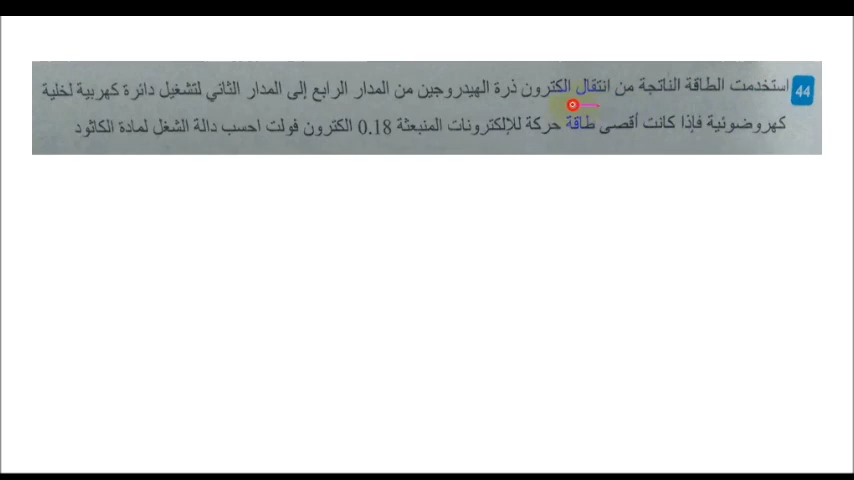 44 استخدمت الطاقة الناتجة من انتقال الكترون ذرة الهيدروجين من المدار الرابع إلى المدار الثاني لتشغيل دائرة كهربية لخلية
كهروضوئية فإذا كانت أقصى طاقة حركة للإلكترونات المنبعثة 0.18 الكترون فولت احسب دالة الشغل لمادة الكاثود